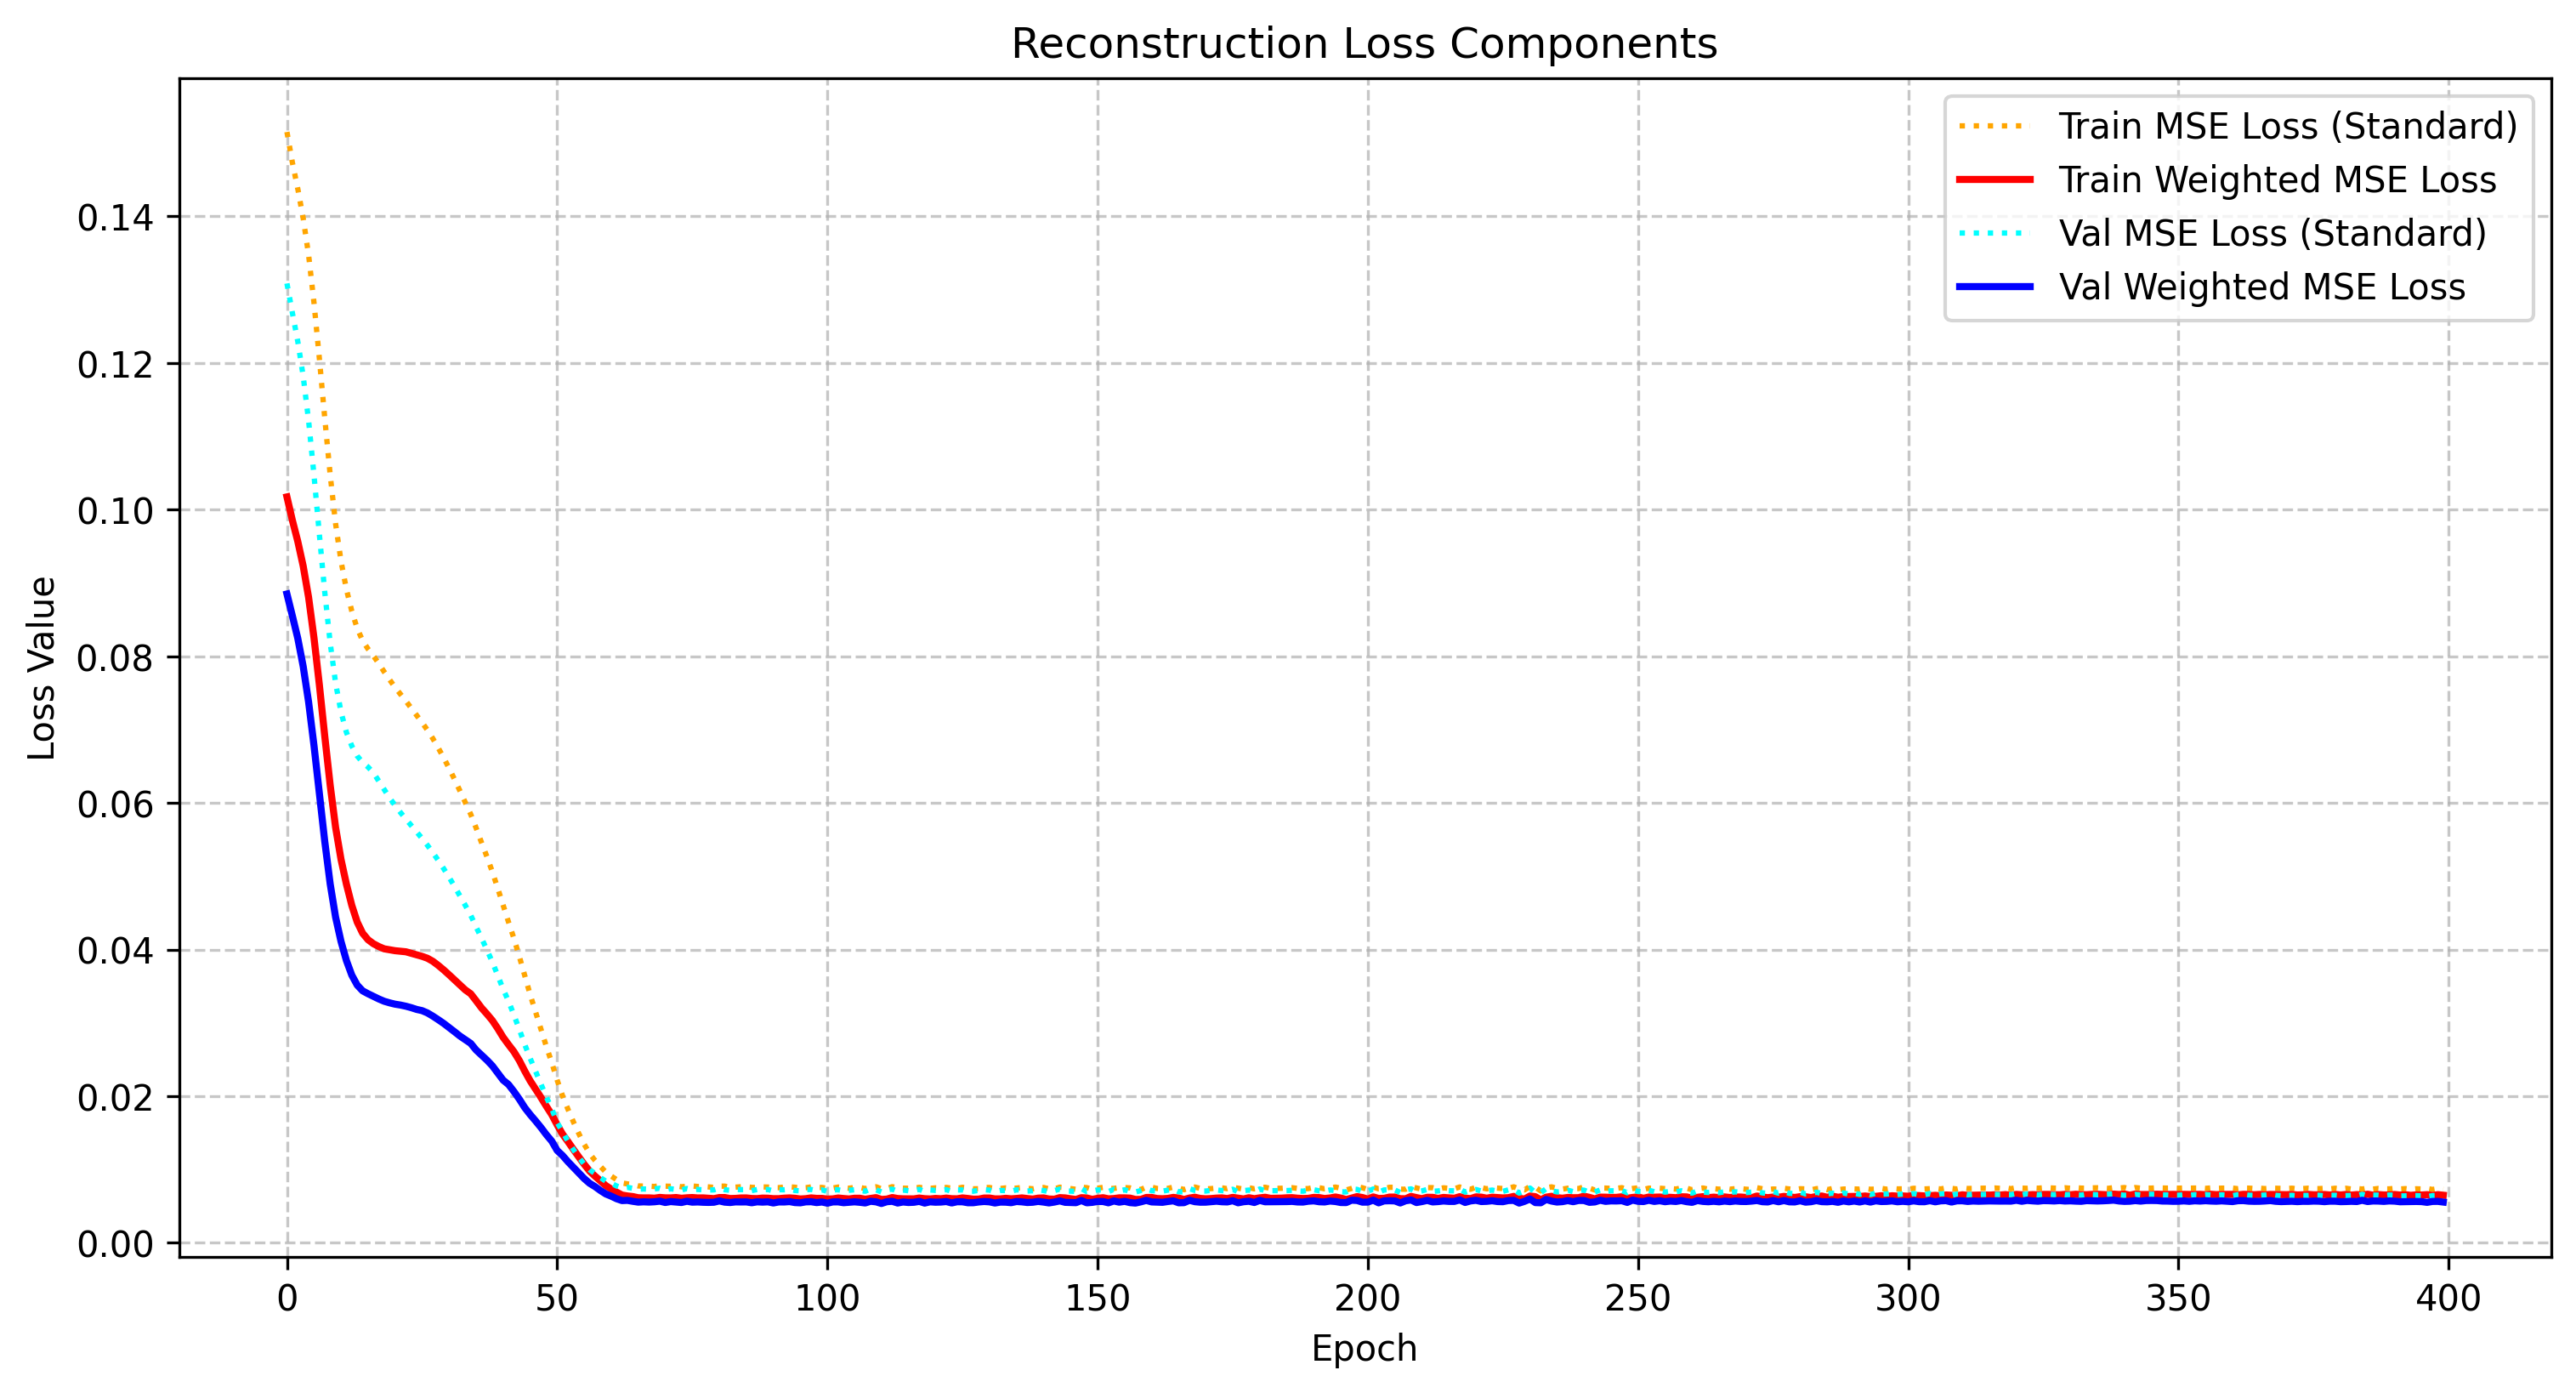 Reconstruction Loss Components
Train MSE Loss (Standard)
Train Weighted MSE Loss
Val MSE Loss (Standard)
Val Weighted MSE Loss
Loss Value
0.14
0.12
0.10
0.08
0.06
0.04
0.02
0.00
0 50 100 150 200 250 300 350 400
Epoch